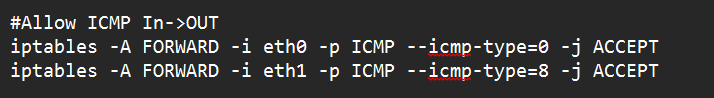 #Allow ICMP In->OUT
iptables -A FORWARD -i eth0 -p ICMP --icmp-type=0 -j ACCEPT
iptables -A FORWARD -i eth1 -p ICMP --icmp-type=8 -j ACCEPT